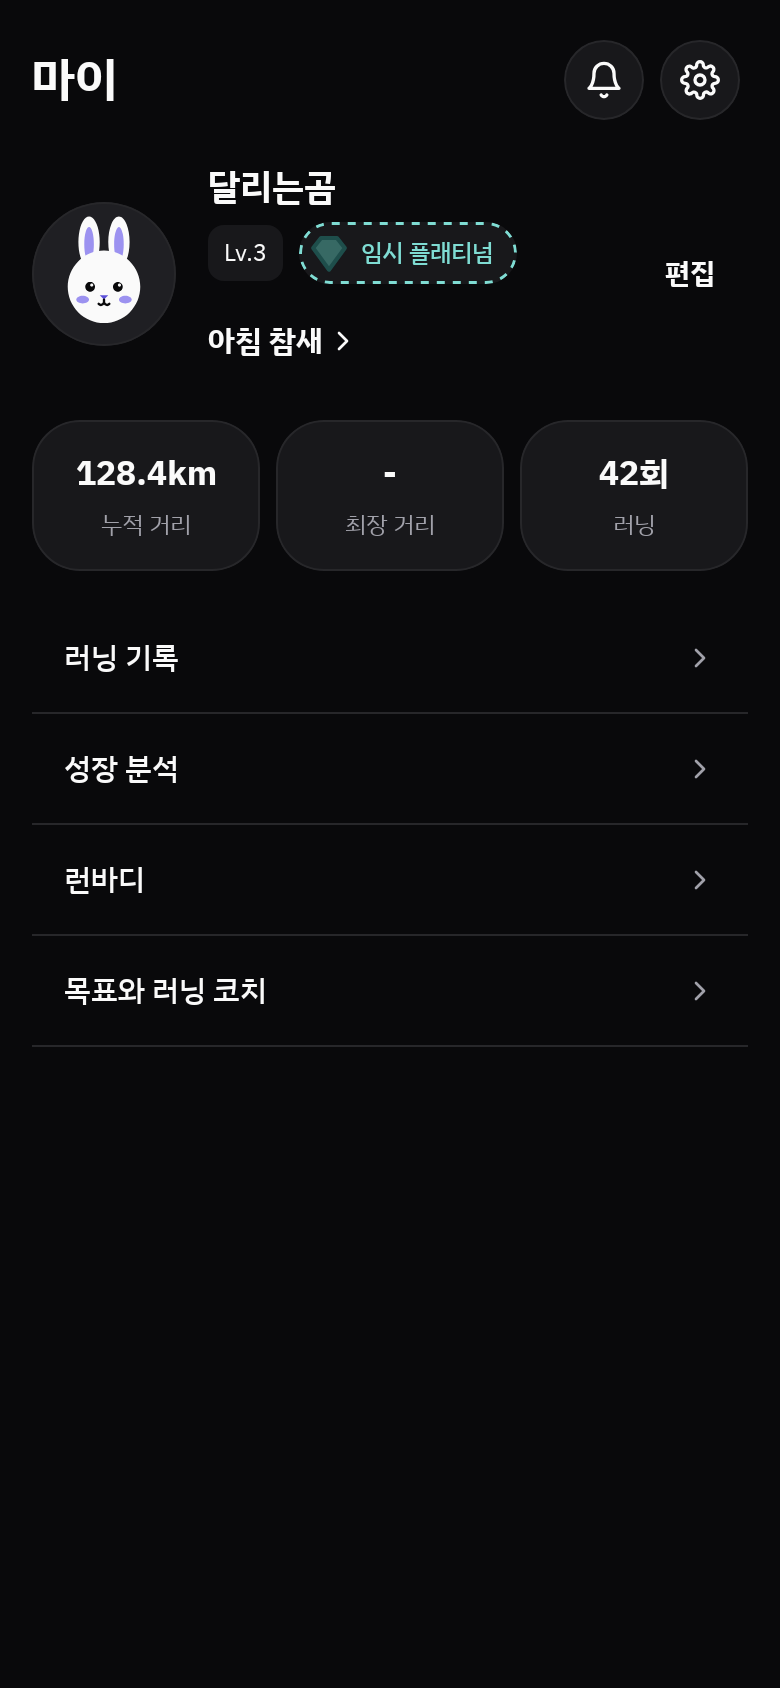 마이
달리는곰
Lv.3 임시 플래티넘
편집
아침 참새
128.4km - 42회
누적 거리 최장 거리 러닝
러닝 기록
성장 분석
런바디
목표와 러닝 코치